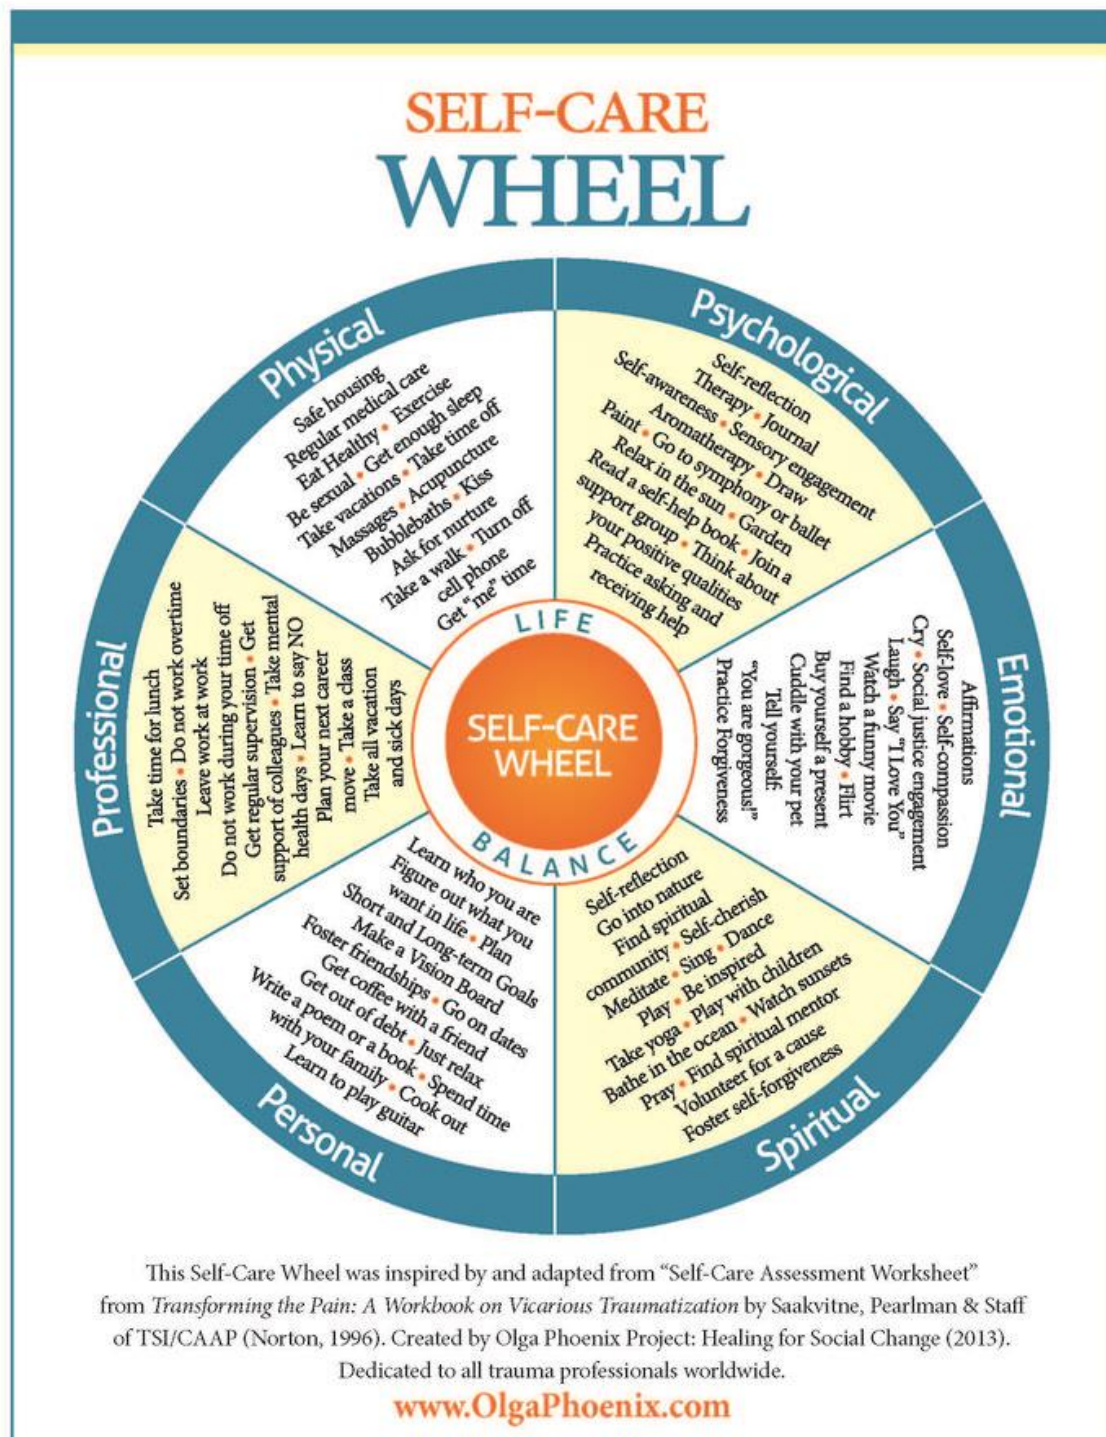 SELF-CARE
WHEEL
Physical
Safe housing
Regular medical care
Eat Healthy • Exercise
Be sexual • Get enough sleep
Take vacations • Take time off
Massages • Acupuncture
Bubblebaths • Kiss
Ask for nurture
Take a walk • Turn off
cell phone
Get "me" time
Psychological
Self-reflection
Therapy • Journal
Self-awareness • Sensory engagement
Aromatherapy • Draw
Paint • Go to symphony or ballet
Relax in the sun • Garden
Read a self-help book • Join a
support group • Think about
your positive qualities
Practice asking and
receiving help
Emotional
Affirmations
Self-love • Self-compassion
Cry • Social justice engagement
Laugh • Say "I Love You"
Watch a funny movie
Find a hobby • Flirt
Buy yourself a present
Cuddle with your pet
Tell yourself:
"You are gorgeous!"
Practice Forgiveness
Spiritual
Self-reflection
Go into nature
Find spiritual
community • Self-cherish
Meditate • Sing • Dance
Play • Be inspired
Take yoga • Play with children
Bathe in the ocean • Watch sunsets
Pray • Find spiritual mentor
Volunteer for a cause
Foster self-forgiveness
Personal
Learn who you are
Figure out what you
want in life • Plan
Short and Long-term Goals
Make a Vision Board
Foster friendships • Go on dates
Get coffee with a friend
Get out of debt • Just relax
Write a poem or a book • Spend time
with your family • Cook out
Learn to play guitar
Professional
Take time for lunch
Set boundaries • Do not work overtime
Leave work at work
Do not work during your time off
Get regular supervision • Get
support of colleagues • Take mental
health days • Learn to say NO
Plan your next career
move • Take a class
Take all vacation
and sick days
LIFE
SELF-CARE
WHEEL
BALANCE
This Self-Care Wheel was inspired by and adapted from "Self-Care Assessment Worksheet"
from Transforming the Pain: A Workbook on Vicarious Traumatization by Saakvitne, Pearlman & Staff
of TSI/CAAP (Norton, 1996). Created by Olga Phoenix Project: Healing for Social Change (2013).
Dedicated to all trauma professionals worldwide.
www.OlgaPhoenix.com